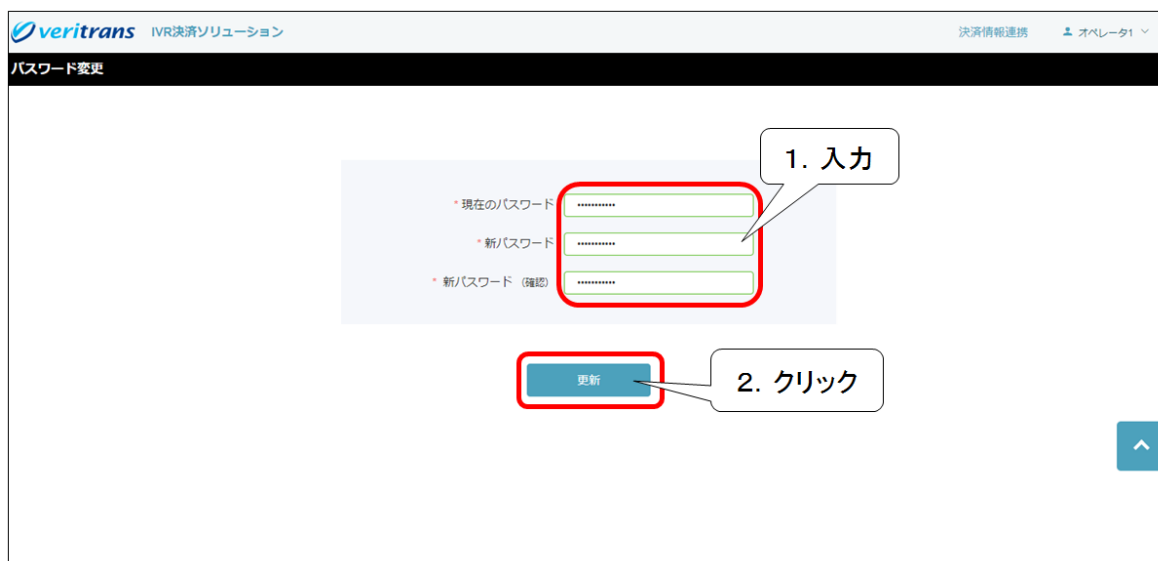 veritrans IVR決済ソリューション 決済情報連携 オペレータ1
パスワード変更
1. 入力
* 現在のパスワード •••••••••••
* 新パスワード •••••••••••
* 新パスワード (確認) •••••••••••
更新
2. クリック